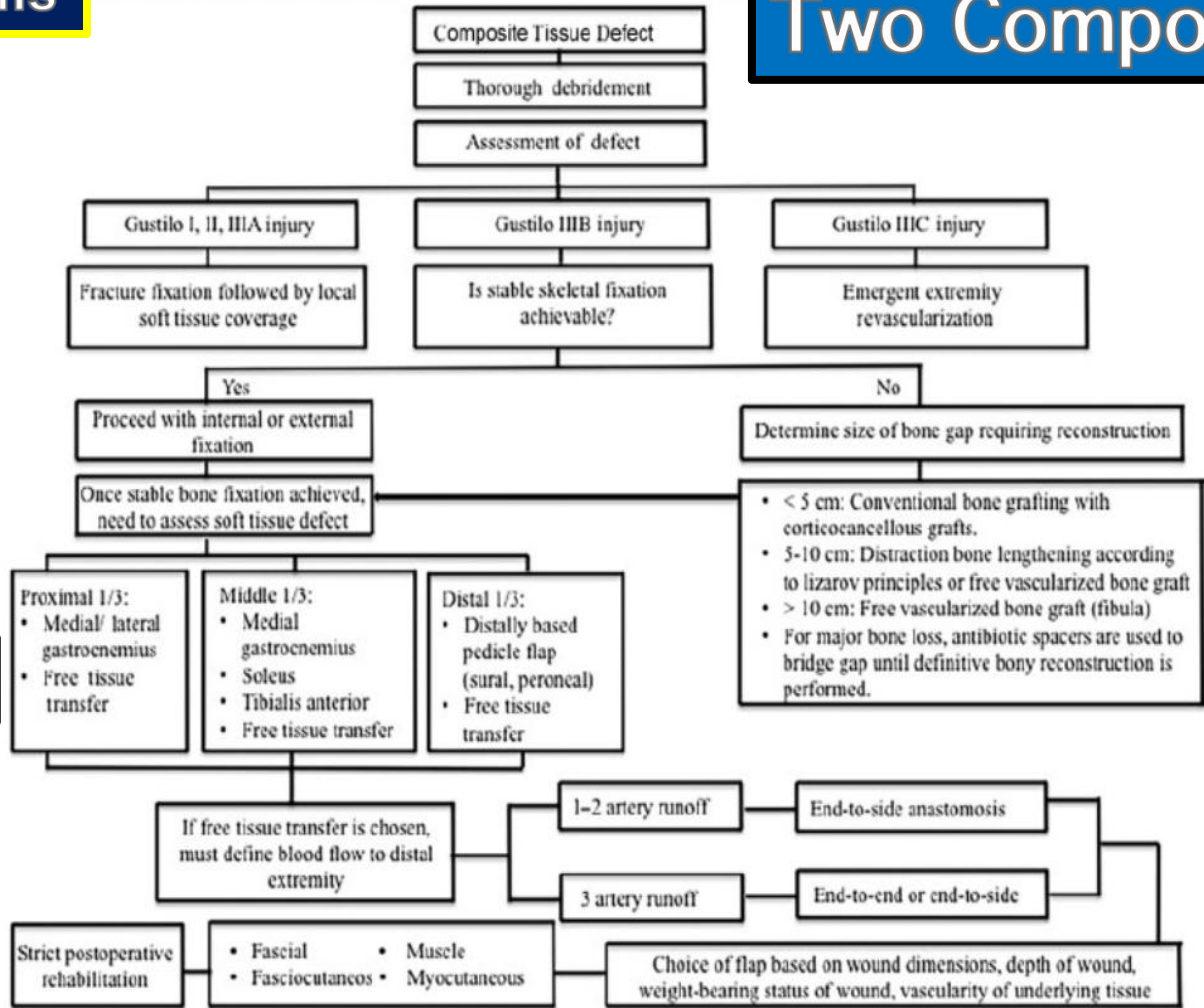 Two Compo
Composite Tissue Defect
Thorough debridement
Assessment of defect
Gustilo I, II, IIIA injury
Gustilo IIIB injury
Gustilo IIIC injury
Fracture fixation followed by local
soft tissue coverage
Is stable skeletal fixation
achievable?
Emergent extremity
revascularization
Yes
No
Proceed with internal or external
fixation
Determine size of bone gap requiring reconstruction
Once stable bone fixation achieved,
need to assess soft tissue defect
• < 5 cm: Conventional bone grafting with
corticocancellous grafts.
• 5-10 cm: Distraction bone lengthening according
to lizarov principles or free vascularized bone graft
• > 10 cm: Free vascularized bone graft (fibula)
• For major bone loss, antibiotic spacers are used to
bridge gap until definitive bony reconstruction is
performed.
Proximal 1/3:
• Medial/ lateral
gastrocnemius
• Free tissue
transfer
Middle 1/3:
• Medial
gastrocnemius
• Soleus
• Tibialis anterior
• Free tissue transfer
Distal 1/3:
• Distally based
pedicle flap
(sural, peroneal)
• Free tissue
transfer
If free tissue transfer is chosen,
must define blood flow to distal
extremity
1-2 artery runoff
End-to-side anastomosis
3 artery runoff
End-to-end or end-to-side
Choice of flap based on wound dimensions, depth of wound,
weight-bearing status of wound, vascularity of underlying tissue
• Fascial • Muscle
• Fasciocutaneos • Myocutaneous
Strict postoperative
rehabilitation